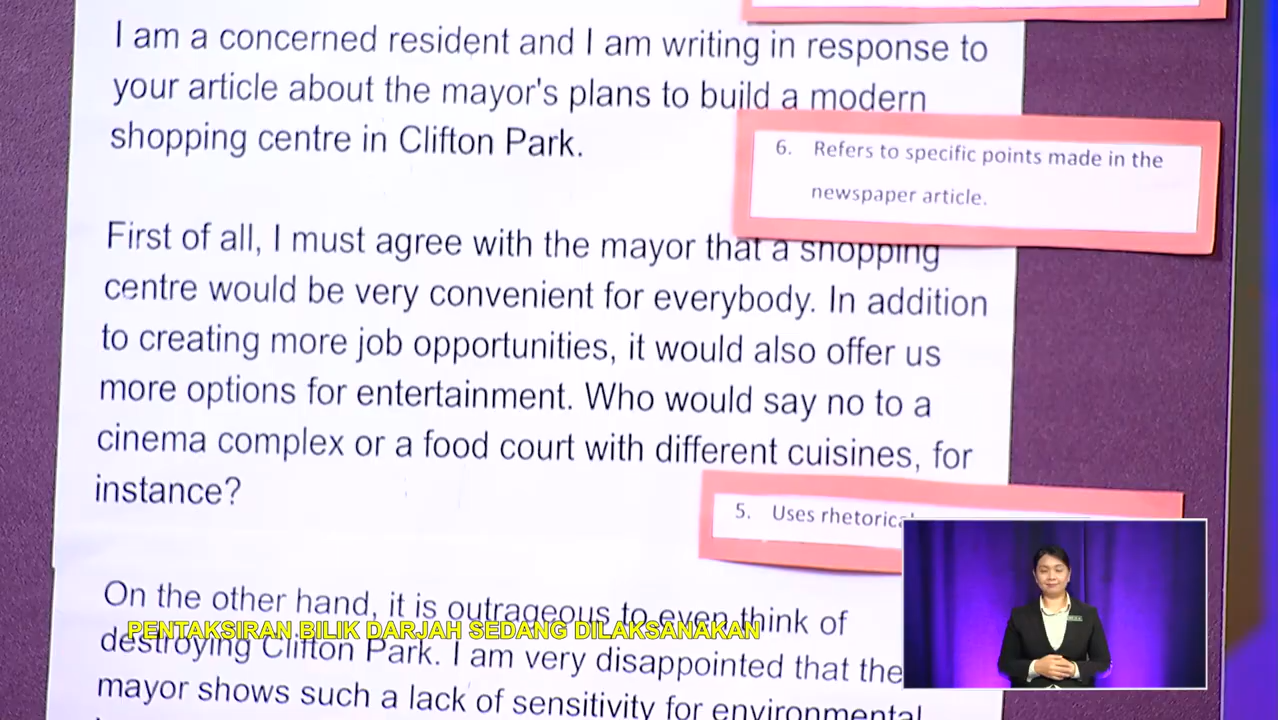 I am a concerned resident and I am writing in response to
your article about the mayor's plans to build a modern
shopping centre in Clifton Park.
6. Refers to specific points made in the
newspaper article.
First of all, I must agree with the mayor that a shopping
centre would be very convenient for everybody. In addition
to creating more job opportunities, it would also offer us
more options for entertainment. Who would say no to a
cinema complex or a food court with different cuisines, for
instance?
5. Uses
On the other hand, it is outrageous to even think of
PENTAKSIRAN BILIK DARJAH SEDANG DILAKSANAKAN
destroying Clifton Park. I am very disappointed that the
mayor shows such a lack of sensitivity for environmental